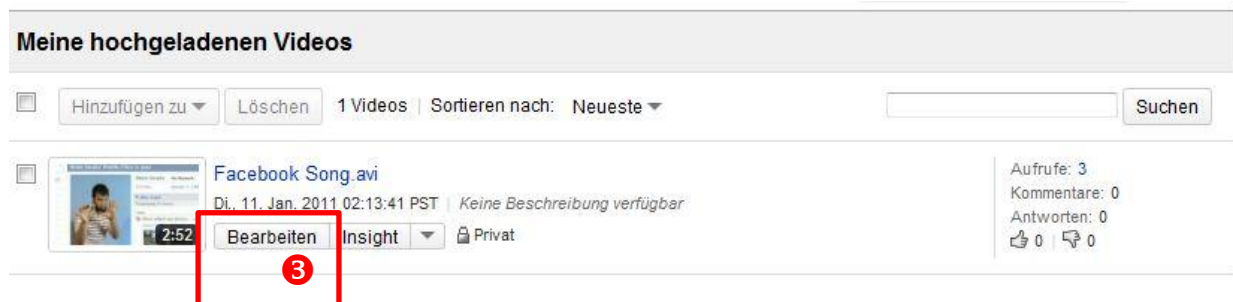 Meine hochgeladenen Videos
Hinzufügen zu Löschen 1 Videos | Sortieren nach: Neueste Suchen
Facebook Song.avi
Di., 11. Jan. 2011 02:13:41 PST | Keine Beschreibung verfügbar
2:52 Bearbeiten Insight Privat
3
Aufrufe: 3
Kommentare: 0
Antworten: 0
0 | 0